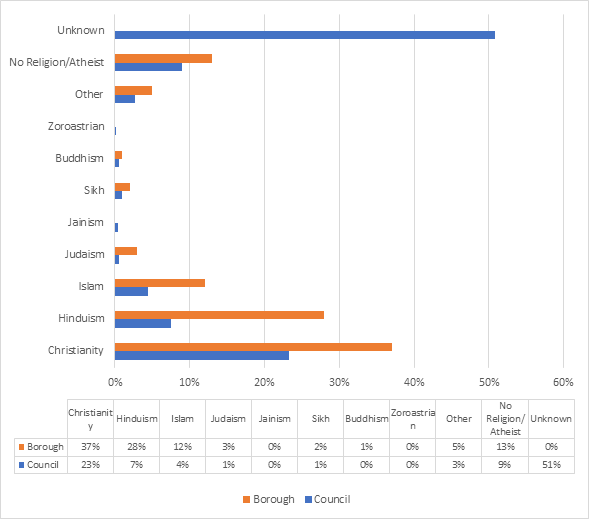 Unknown
No Religion/Atheist
Other
Zoroastrian
Buddhism
Sikh
Jainism
Judaism
Islam
Hinduism
Christianity
0% 10% 20% 30% 40% 50% 60%
Christianit
y Hinduism Islam Judaism Jainism Sikh Buddhism Zoroastria
n Other No
Religion/
Atheist Unknown
Borough 37% 28% 12% 3% 0% 2% 1% 0% 5% 13% 0%
Council 23% 7% 4% 1% 0% 1% 0% 0% 3% 9% 51%
Borough Council